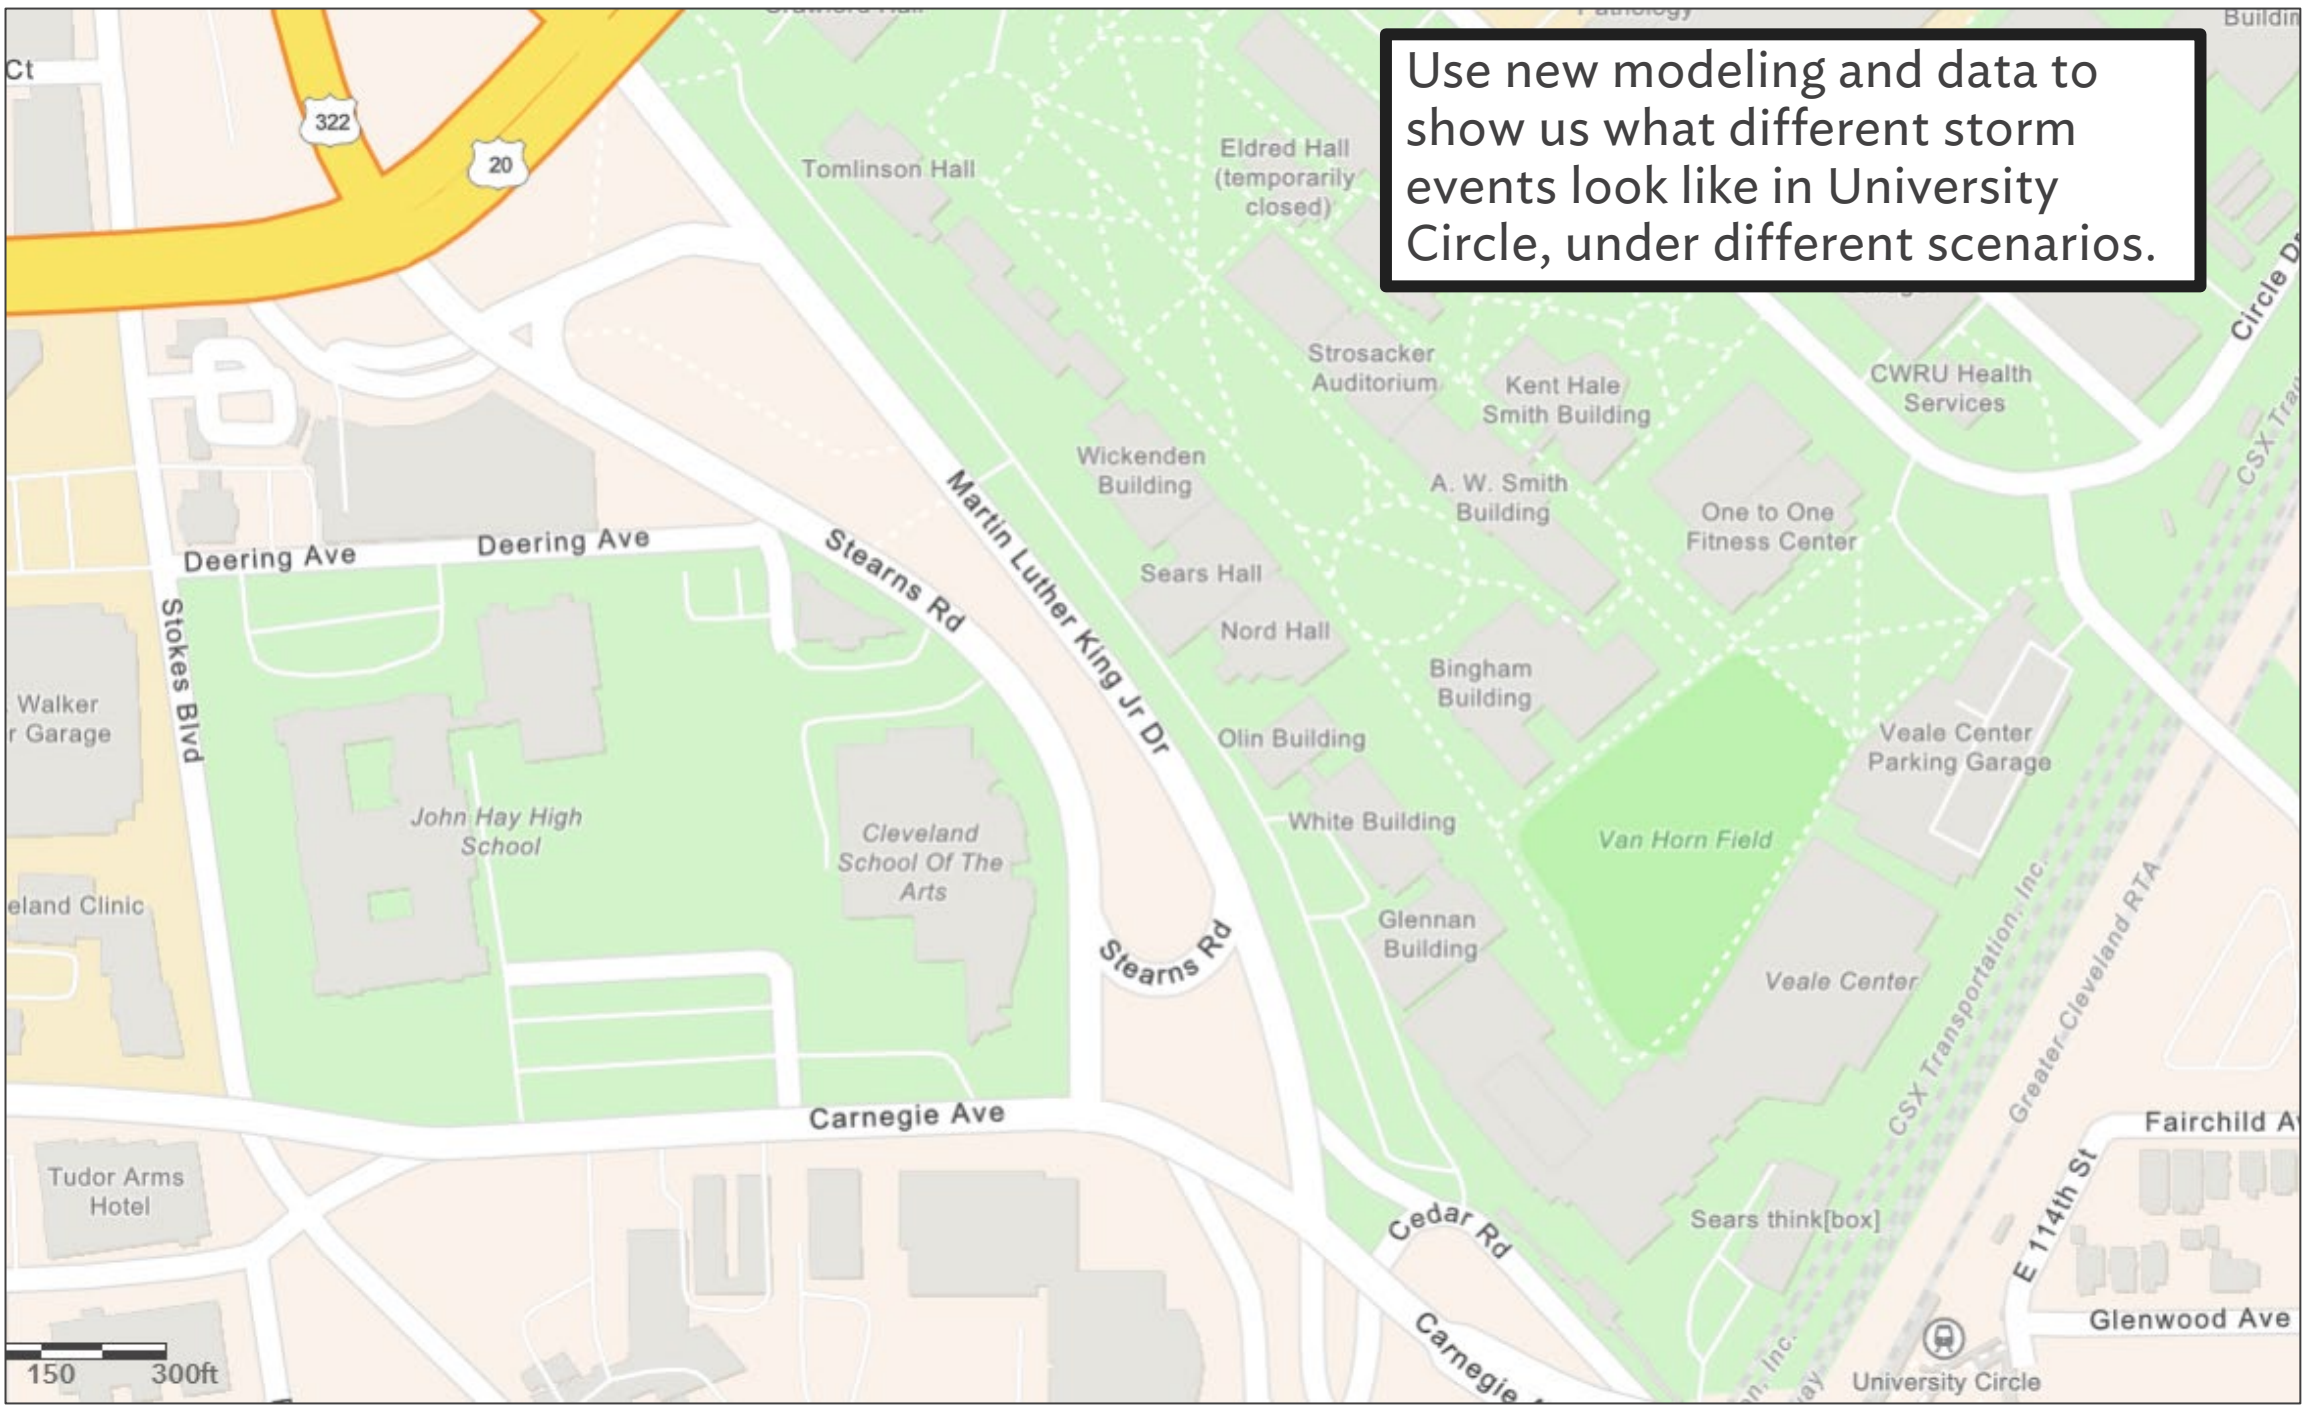 Use new modeling and data to
show us what different storm
events look like in University
Circle, under different scenarios.
Ct
322
20
Tomlinson Hall
Eldred Hall
(temporarily
closed)
Circle Dr
Strosacker
Auditorium
Kent Hale
Smith Building
CWRU Health
Services
Wickenden
Building
A. W. Smith
Building
One to One
Fitness Center
Deering Ave
Deering Ave
Stearns Rd
Martin Luther King Jr Dr
Sears Hall
Nord Hall
Stokes Blvd
Bingham
Building
Walker
r Garage
Olin Building
Veale Center
Parking Garage
John Hay High
School
Cleveland
School Of The
Arts
White Building
Van Horn Field
eland Clinic
Glennan
Building
Stearns Rd
Veale Center
CSX Transportation, Inc.
Greater Cleveland RTA
CSX Tra
Carnegie Ave
Fairchild A
Tudor Arms
Hotel
Cedar Rd
Sears think[box]
E 114th St
Glenwood Ave
Carnegie
150 300ft
n, Inc.
ay
University Circle